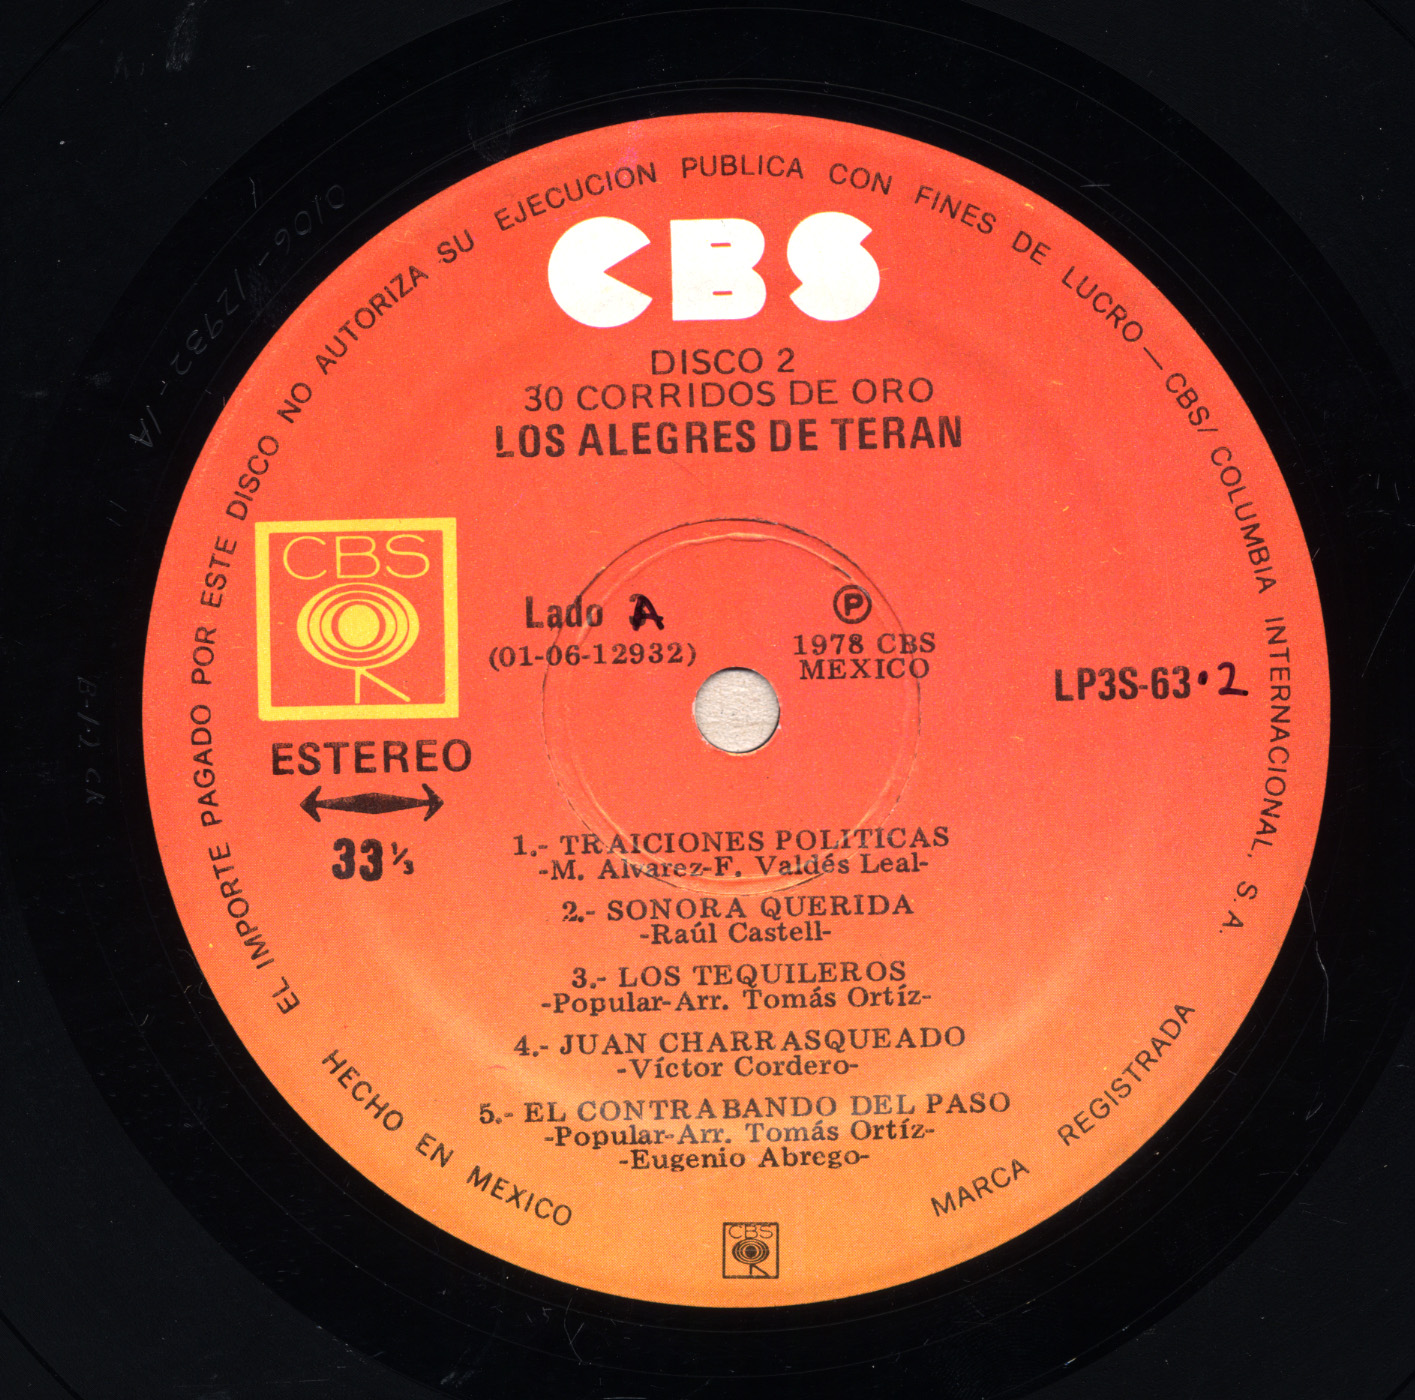 EL IMPORTE PAGADO POR ESTE DISCO NO AUTORIZA SU EJECUCION PUBLICA CON FINES DE LUCRO — CBS/ COLUMBIA INTERNACIONAL, S.A.
CBS
DISCO 2
30 CORRIDOS DE ORO
LOS ALEGRES DE TERAN
CBS
Lado A
(01-06-12932)
Ⓟ
1978 CBS
MEXICO
LP3S-63·2
ESTEREO
33 1/3
1.- TRAICIONES POLITICAS
-M. Alvarez-F. Valdés Leal-
2.- SONORA QUERIDA
-Raúl Castell-
3.- LOS TEQUILEROS
-Popular-Arr. Tomás Ortíz-
4.- JUAN CHARRASQUEADO
-Víctor Cordero-
5.- EL CONTRABANDO DEL PASO
-Popular-Arr. Tomás Ortíz-
-Eugenio Abrego-
HECHO EN MEXICO
CBS
MARCA REGISTRADA